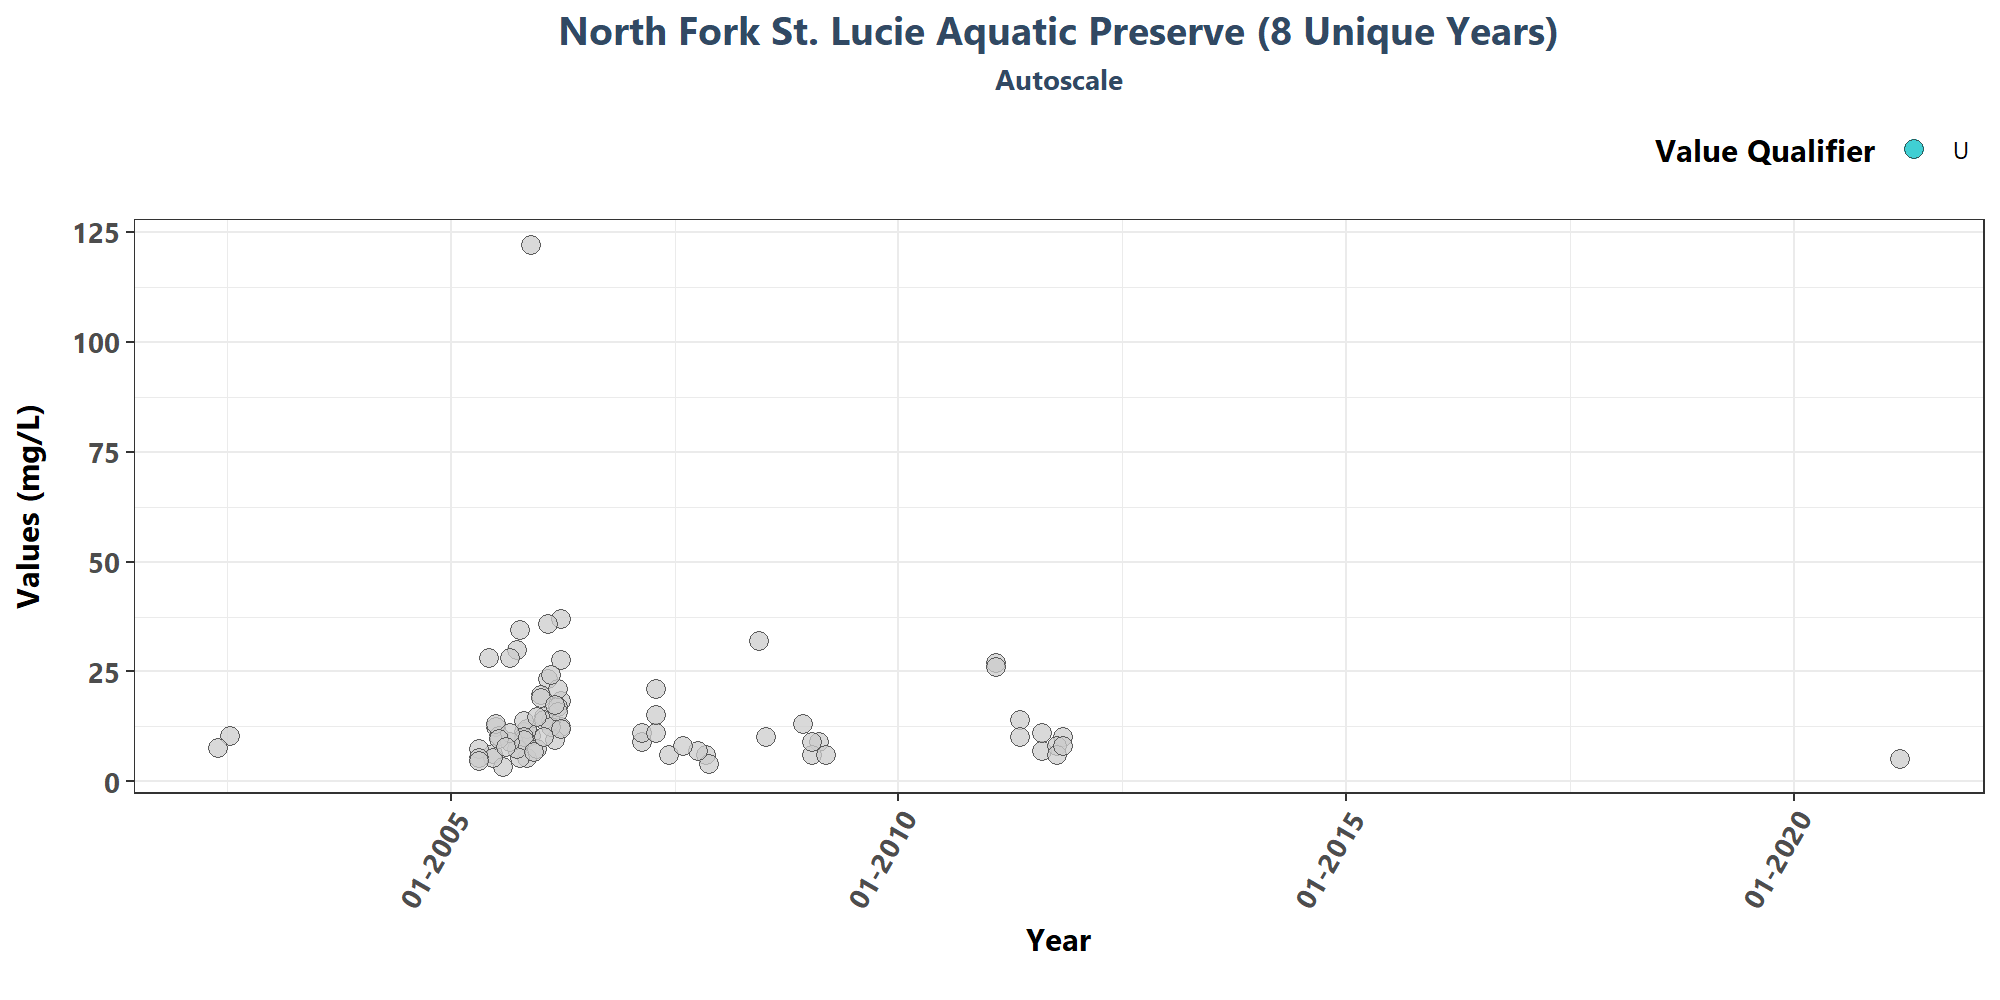 North Fork St. Lucie Aquatic Preserve (8 Unique Years)
Autoscale
Value Qualifier U
125
100
75
50
25
0
Values (mg/L)
01-2005
01-2010
01-2015
01-2020
Year